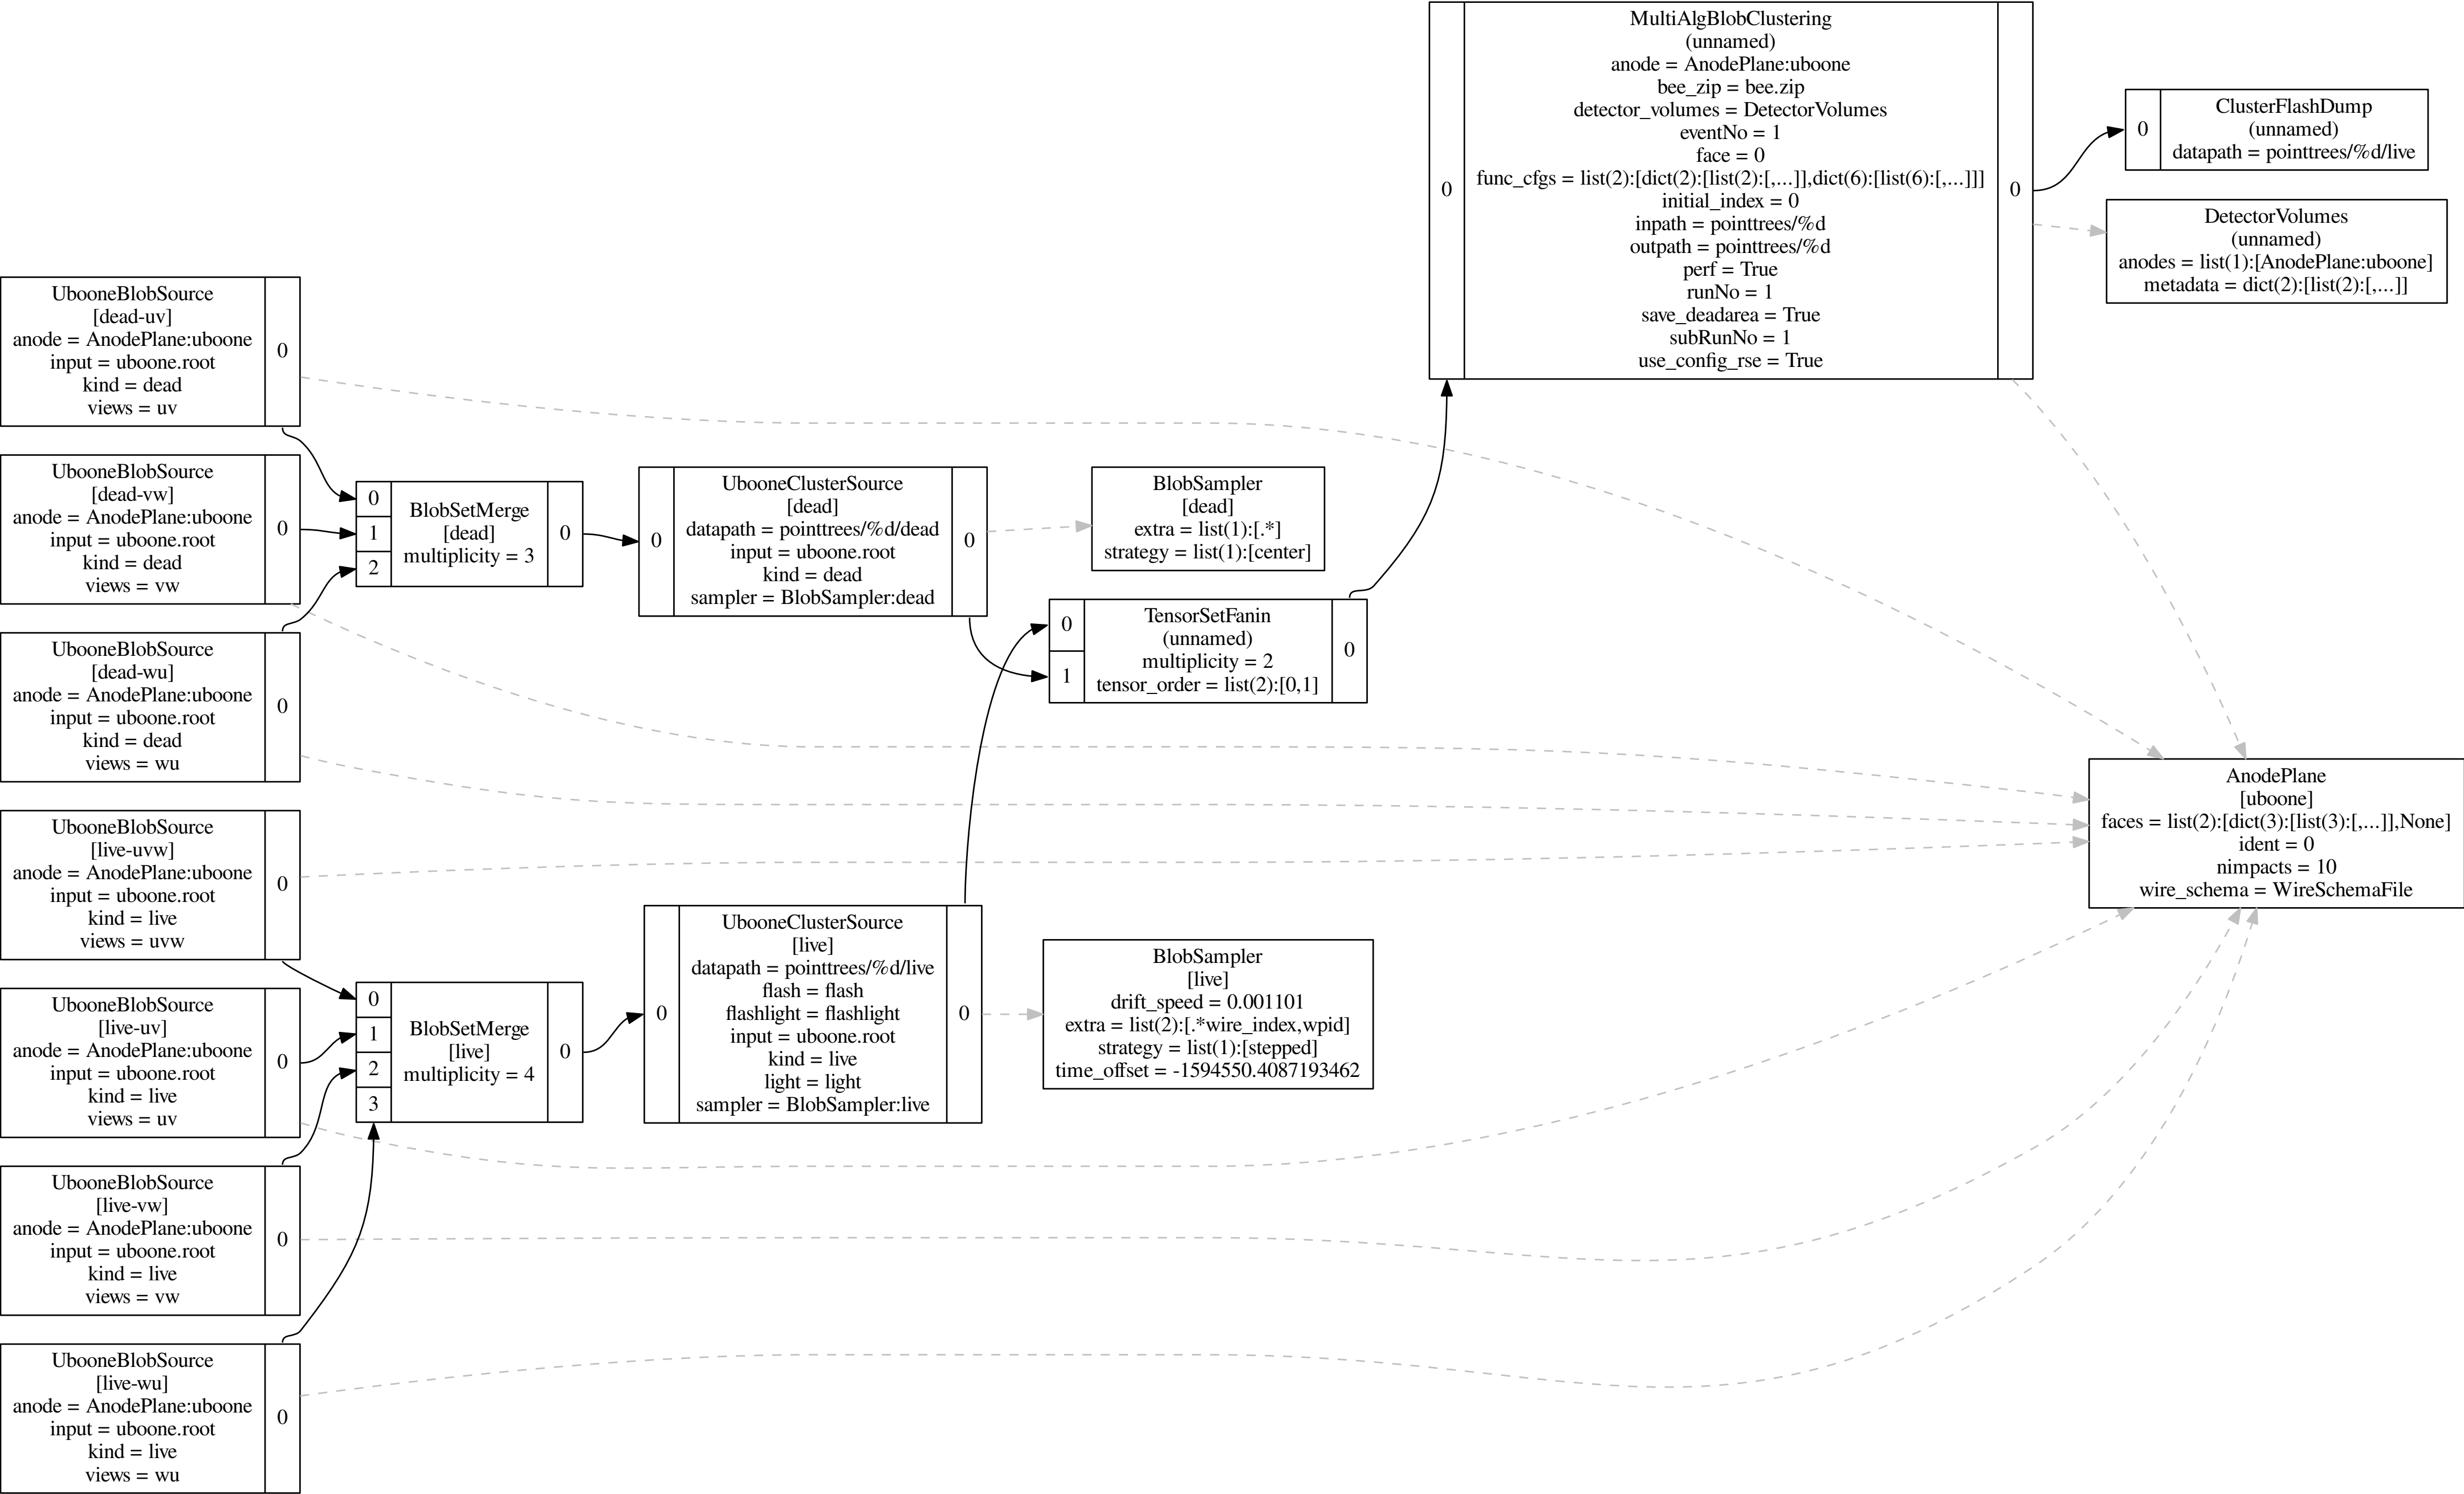 MultiAlgBlobClustering
(unnamed)
anode = AnodePlane:uboone
bee_zip = bee.zip
detector_volumes = DetectorVolumes
eventNo = 1
face = 0
func_cfgs = list(2):[dict(2):[list(2):[,...]],dict(6):[list(6):[,...]]]
initial_index = 0
inpath = pointtrees/%d
outpath = pointtrees/%d
perf = True
runNo = 1
save_deadarea = True
subRunNo = 1
use_config_rse = True
0
0
ClusterFlashDump
(unnamed)
datapath = pointtrees/%d/live
0
DetectorVolumes
(unnamed)
anodes = list(1):[AnodePlane:uboone]
metadata = dict(2):[list(2):[,...]]
UbooneBlobSource
[dead-uv]
anode = AnodePlane:uboone
input = uboone.root
kind = dead
views = uv
0
UbooneBlobSource
[dead-vw]
anode = AnodePlane:uboone
input = uboone.root
kind = dead
views = vw
0
0
1
2
BlobSetMerge
[dead]
multiplicity = 3
0
0
UbooneClusterSource
[dead]
datapath = pointtrees/%d/dead
input = uboone.root
kind = dead
sampler = BlobSampler:dead
0
BlobSampler
[dead]
extra = list(1):[.*]
strategy = list(1):[center]
0
1
TensorSetFanin
(unnamed)
multiplicity = 2
tensor_order = list(2):[0,1]
0
UbooneBlobSource
[dead-wu]
anode = AnodePlane:uboone
input = uboone.root
kind = dead
views = wu
0
AnodePlane
[uboone]
faces = list(2):[dict(3):[list(3):[,...]],None]
ident = 0
nimpacts = 10
wire_schema = WireSchemaFile
UbooneBlobSource
[live-uvw]
anode = AnodePlane:uboone
input = uboone.root
kind = live
views = uvw
0
UbooneBlobSource
[live-uv]
anode = AnodePlane:uboone
input = uboone.root
kind = live
views = uv
0
0
1
2
3
BlobSetMerge
[live]
multiplicity = 4
0
0
UbooneClusterSource
[live]
datapath = pointtrees/%d/live
flash = flash
flashlight = flashlight
input = uboone.root
kind = live
light = light
sampler = BlobSampler:live
0
BlobSampler
[live]
drift_speed = 0.001101
extra = list(2):[.*wire_index,wpid]
strategy = list(1):[stepped]
time_offset = -1594550.4087193462
UbooneBlobSource
[live-vw]
anode = AnodePlane:uboone
input = uboone.root
kind = live
views = vw
0
UbooneBlobSource
[live-wu]
anode = AnodePlane:uboone
input = uboone.root
kind = live
views = wu
0